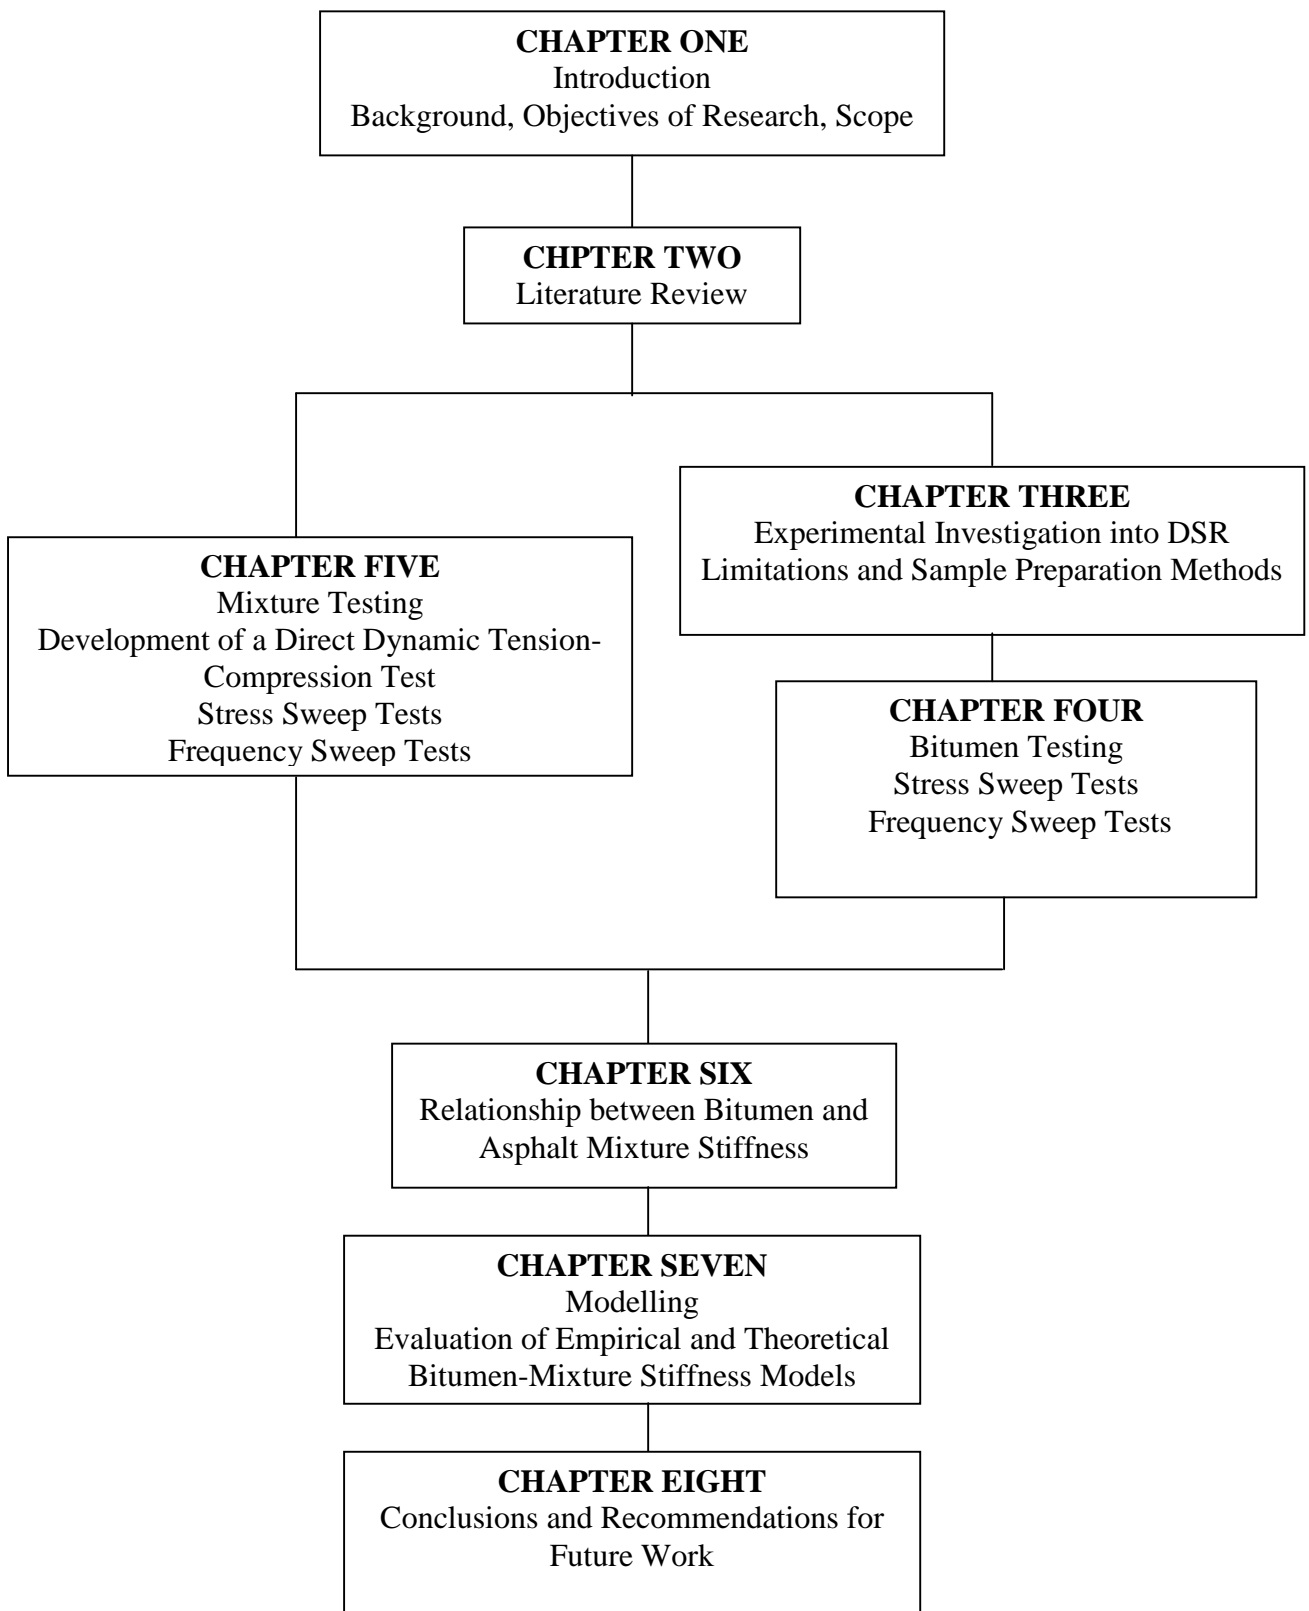 CHAPTER ONE
Introduction
Background, Objectives of Research, Scope
CHPTER TWO
Literature Review
CHAPTER THREE
Experimental Investigation into DSR
Limitations and Sample Preparation Methods
CHAPTER FIVE
Mixture Testing
Development of a Direct Dynamic Tension-
Compression Test
Stress Sweep Tests
Frequency Sweep Tests
CHAPTER FOUR
Bitumen Testing
Stress Sweep Tests
Frequency Sweep Tests
CHAPTER SIX
Relationship between Bitumen and
Asphalt Mixture Stiffness
CHAPTER SEVEN
Modelling
Evaluation of Empirical and Theoretical
Bitumen-Mixture Stiffness Models
CHAPTER EIGHT
Conclusions and Recommendations for
Future Work